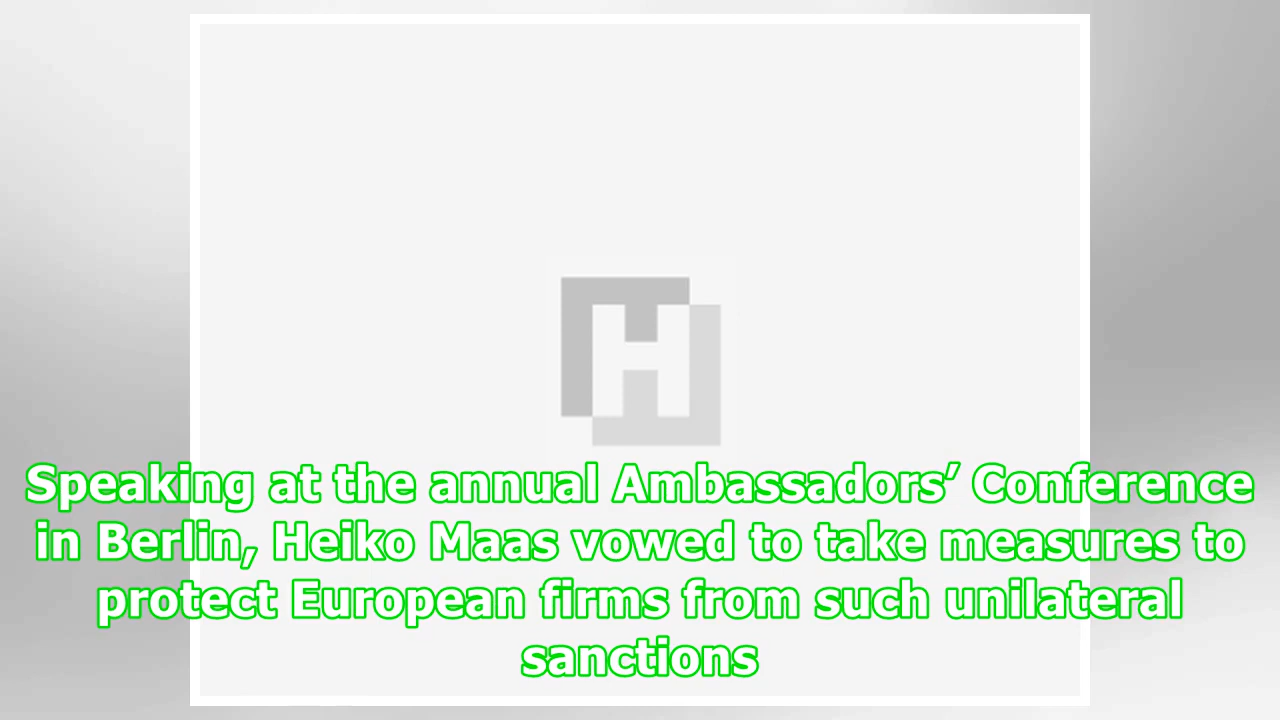 Speaking at the annual Ambassadors’ Conference
in Berlin, Heiko Maas vowed to take measures to
protect European firms from such unilateral
sanctions